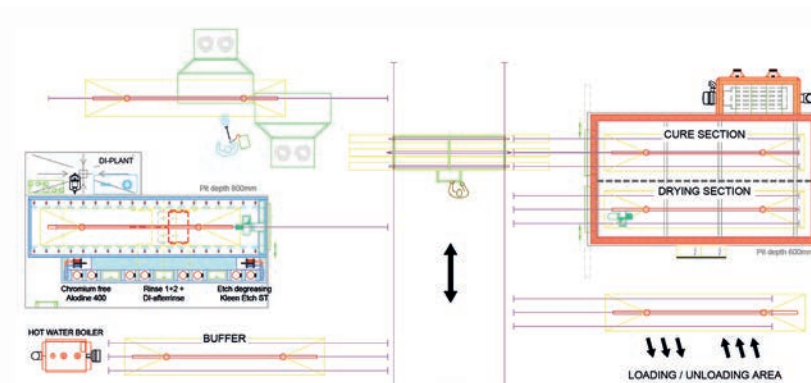 DI-PLANT
Pit depth 800mm
CURE SECTION
DRYING SECTION
Pit depth 600mm
Chromium free
Alodine 400
Rinse 1+2 +
DI-afterrinse
Etch degreasing
Kleen Etch ST
HOT WATER BOILER
BUFFER
LOADING / UNLOADING AREA